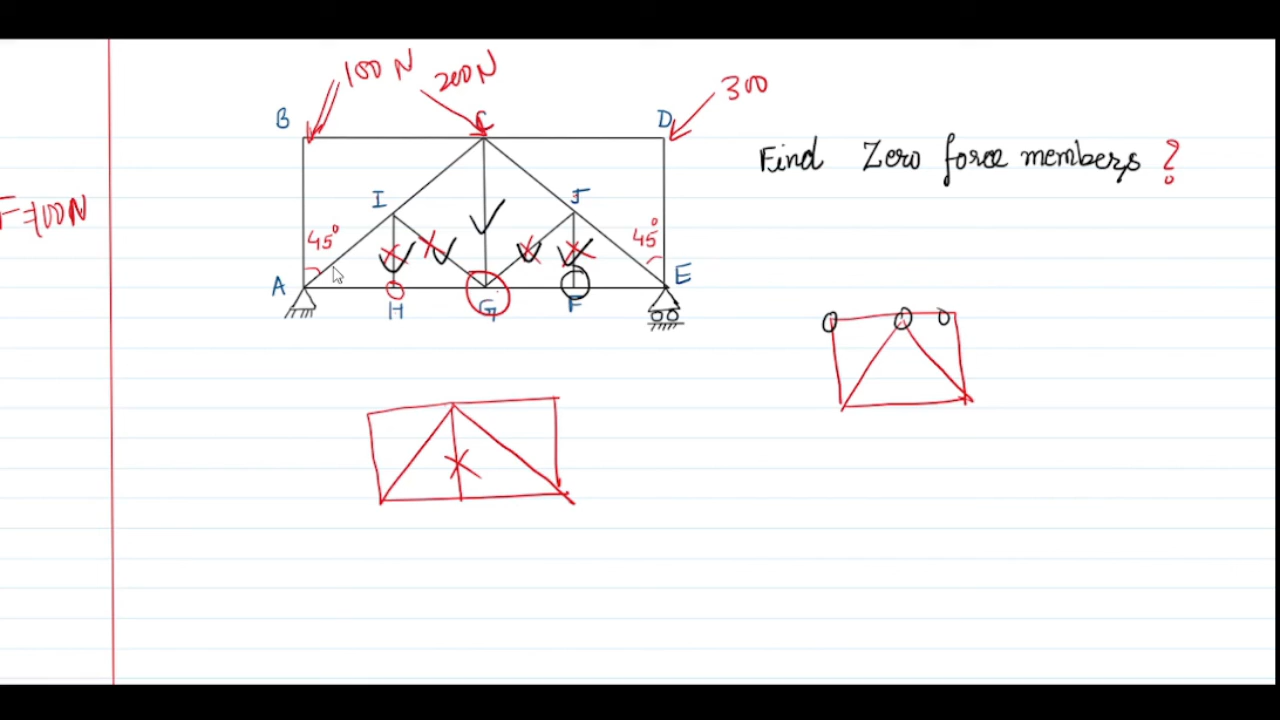 100 N
200N
300
B
C
D
Find Zero force members ?
I
J
F=100N
45°
45°
A
E
H
G
F